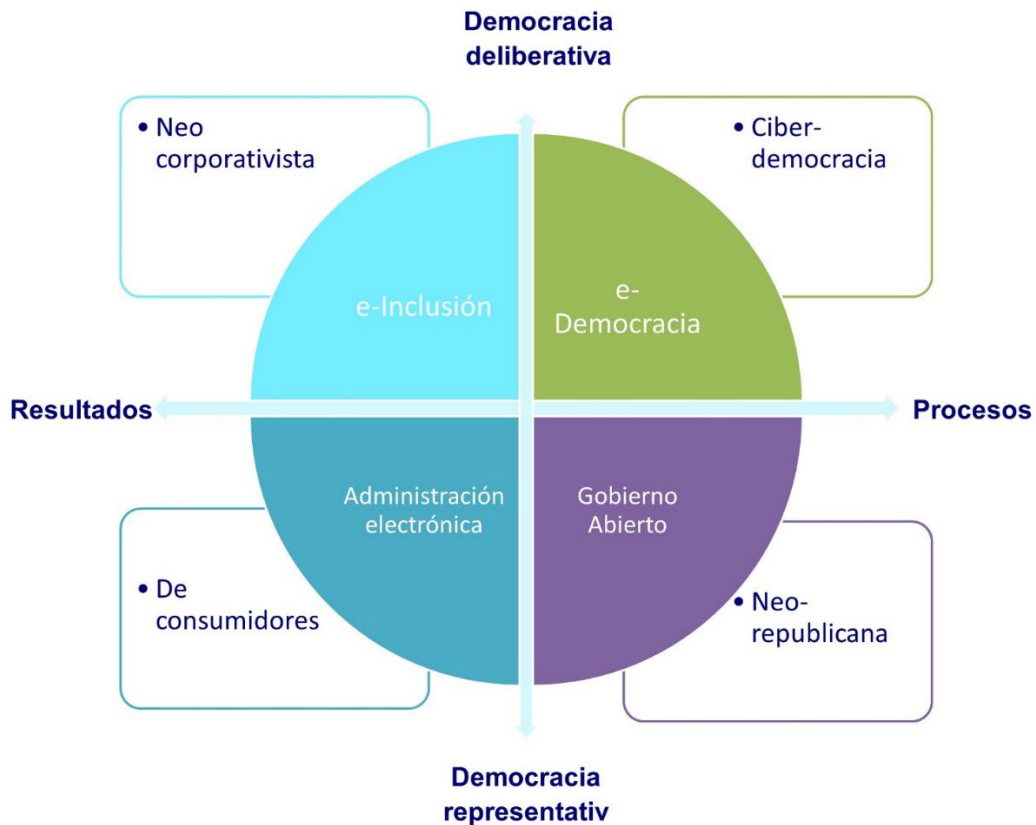 Democracia
deliberativa
• Neo
corporativista
• Ciber-
democracia
e-Inclusión
e-
Democracia
Resultados
Procesos
Administración
electrónica
Gobierno
Abierto
• De
consumidores
• Neo-
republicana
Democracia
representativ